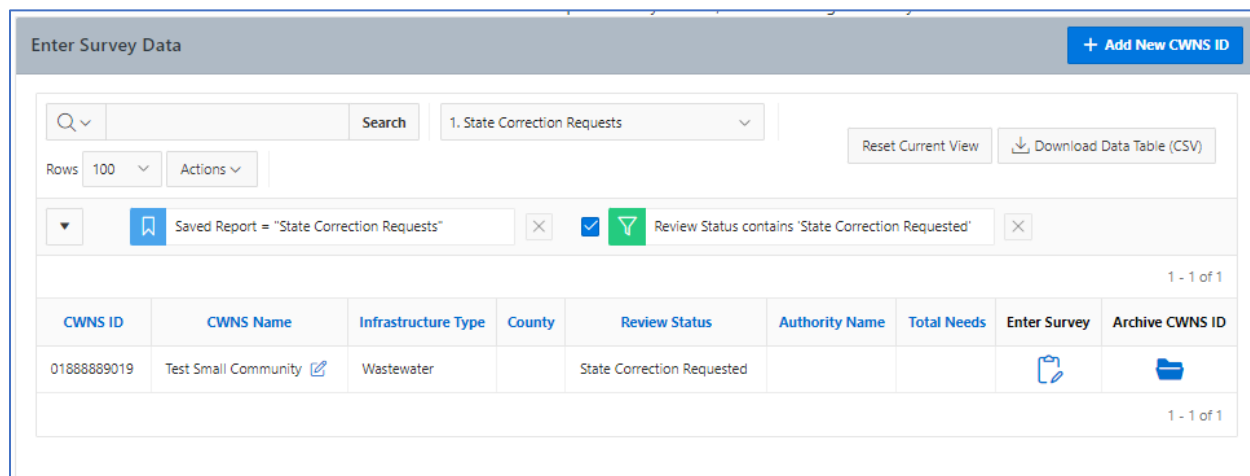 Enter Survey Data
+ Add New CWNS ID
Search
1. State Correction Requests
Reset Current View
Download Data Table (CSV)
Rows 100
Actions
Saved Report = "State Correction Requests"
Review Status contains 'State Correction Requested'
1 - 1 of 1
CWNS ID CWNS Name Infrastructure Type County Review Status Authority Name Total Needs Enter Survey Archive CWNS ID
01888889019 Test Small Community Wastewater State Correction Requested
1 - 1 of 1